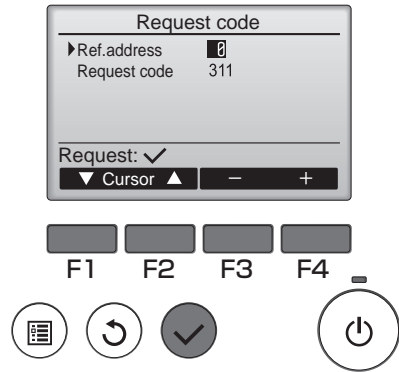 Request code
Ref.address 0
Request code 311
Request: ✓
▼ Cursor ▲ − +
F1 F2 F3 F4